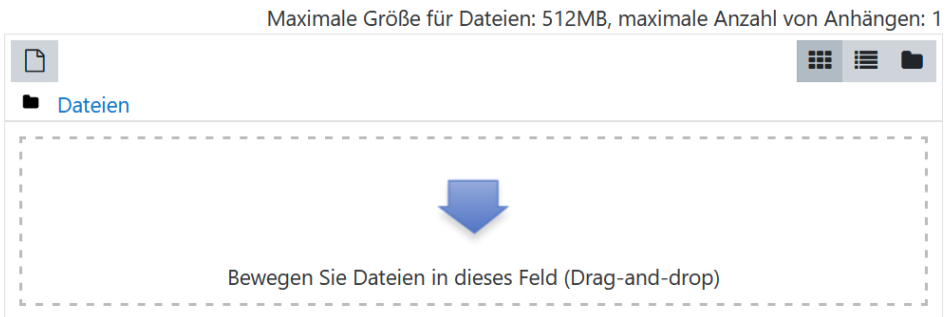 Maximale Größe für Dateien: 512MB, maximale Anzahl von Anhängen: 1
Dateien
Bewegen Sie Dateien in dieses Feld (Drag-and-drop)